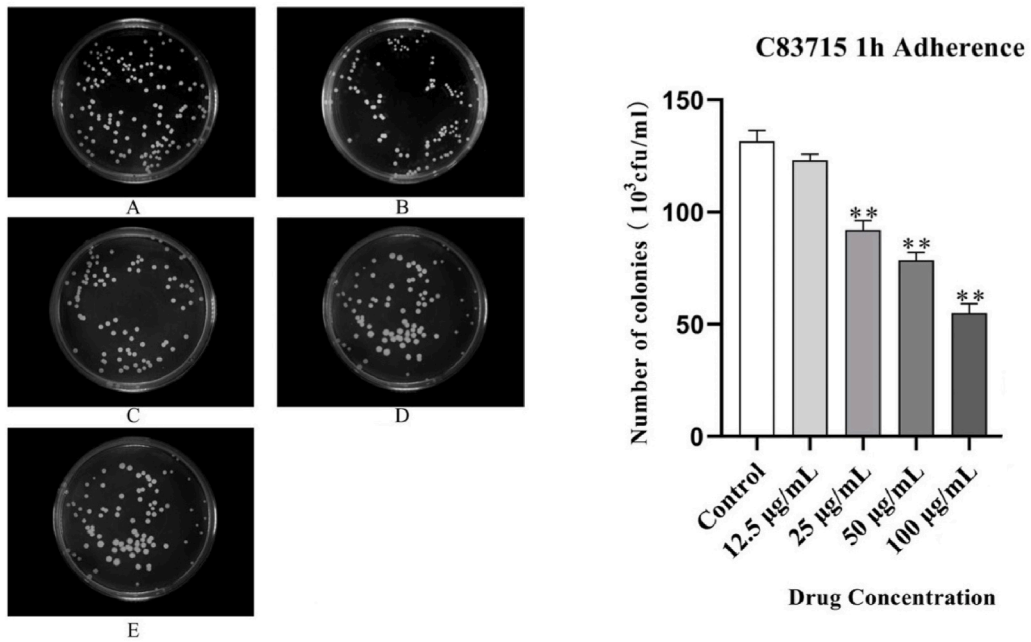 A
B
C
D
E
C83715 1h Adherence
Number of colonies ( 10³cfu/ml)
150
100
50
0
**
**
**
Control
12.5 µg/mL
25 µg/mL
50 µg/mL
100 µg/mL
Drug Concentration